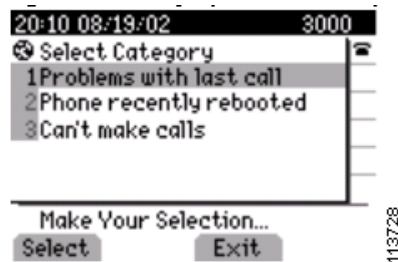 20:10 08/19/02 3000
Select Category
1 Problems with last call
2 Phone recently rebooted
3 Can't make calls
Make Your Selection...
Select Exit
113728